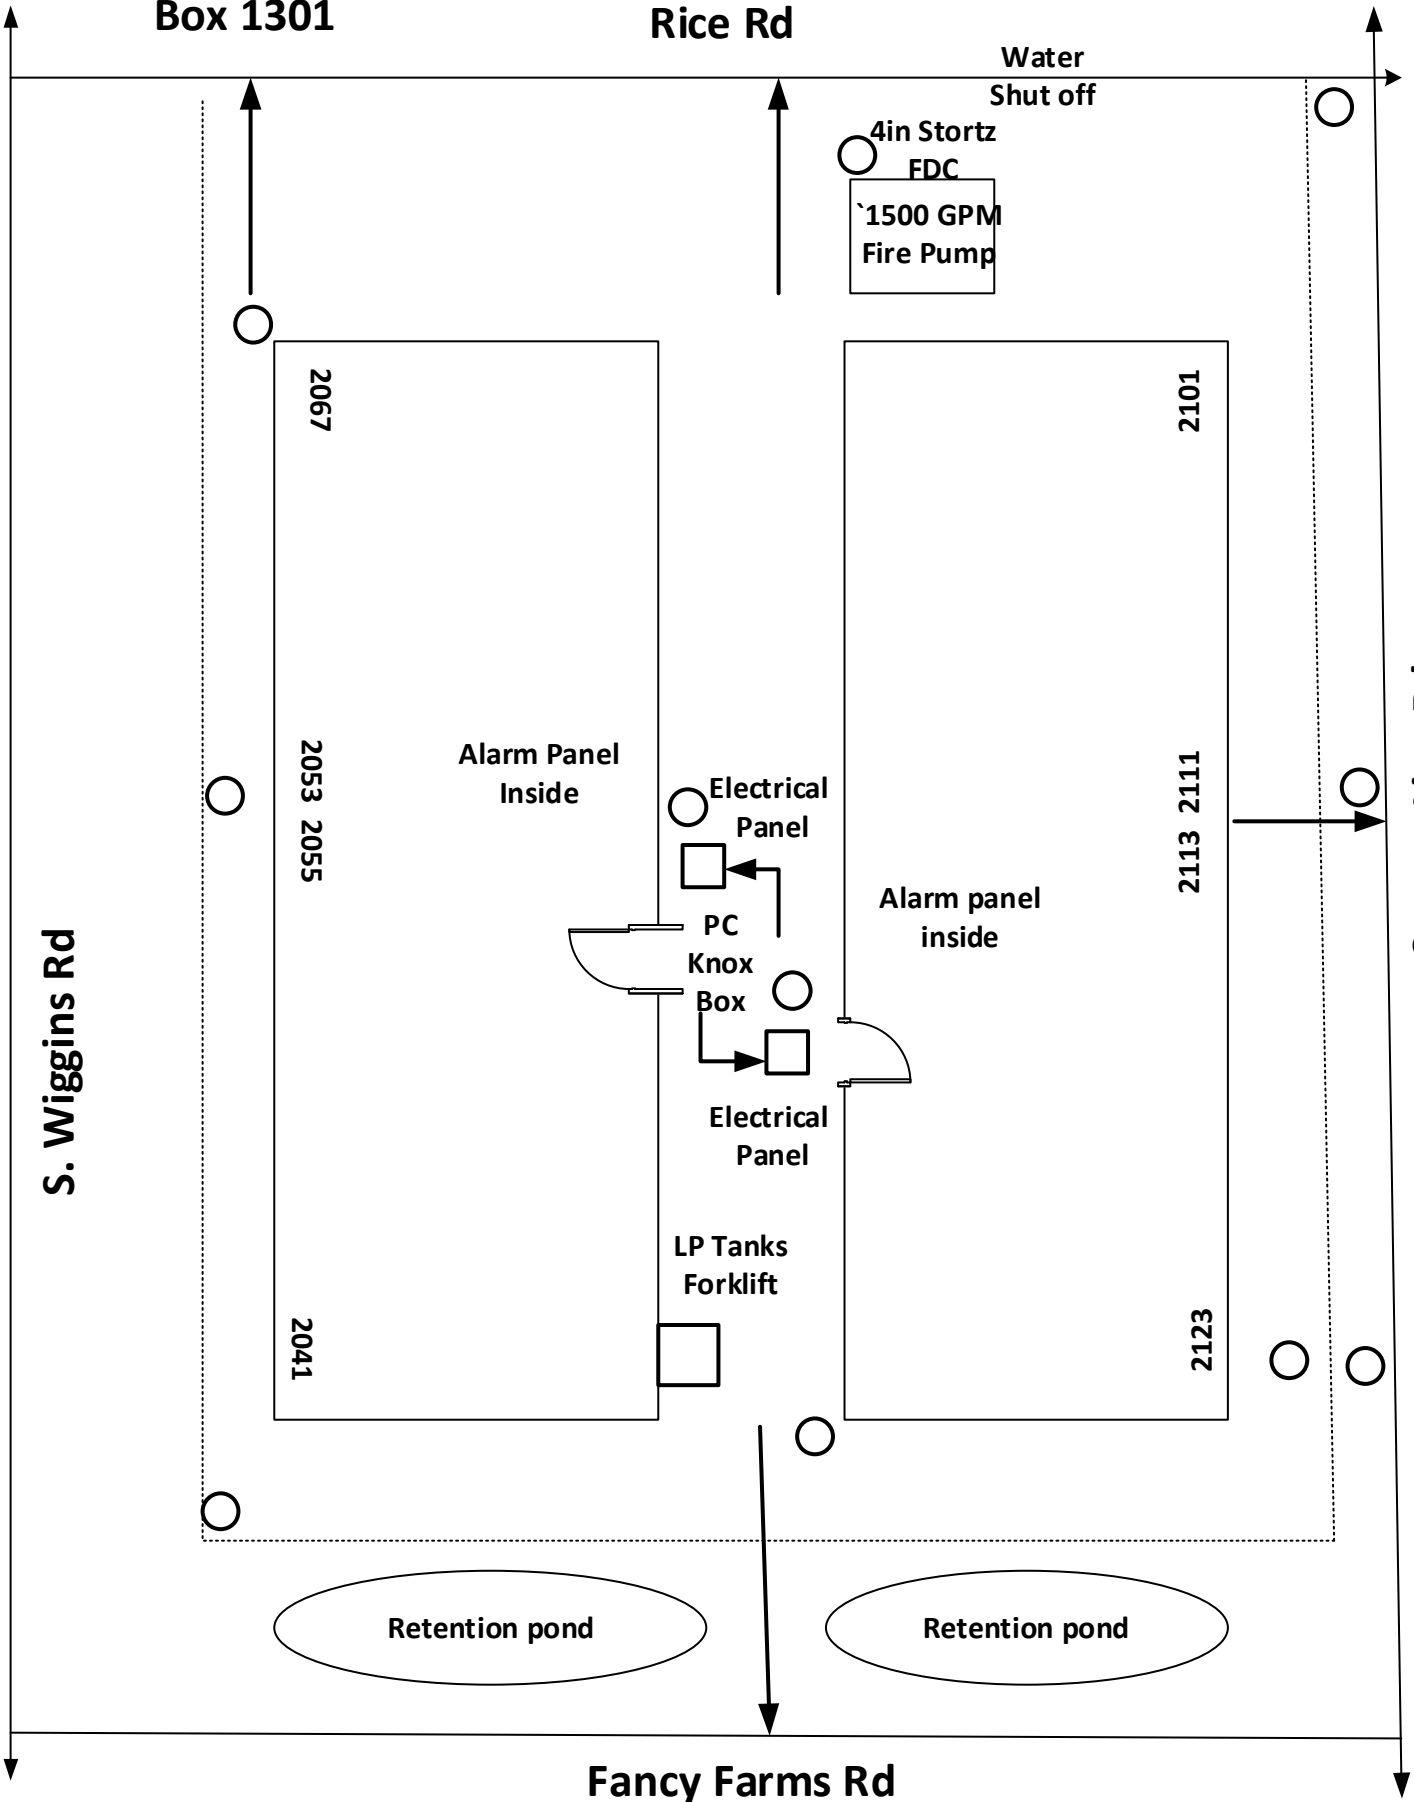 Box 1301
Rice Rd
Water
Shut off
4in Stortz
FDC
`1500 GPM
Fire Pump
2067
2101
Alarm Panel
Inside
2053 2055
Electrical
Panel
2113 2111
Alarm panel
inside
PC
Knox
Box
S. Wiggins Rd
Electrical
Panel
LP Tanks
Forklift
2041
2123
Retention pond
Retention pond
Fancy Farms Rd